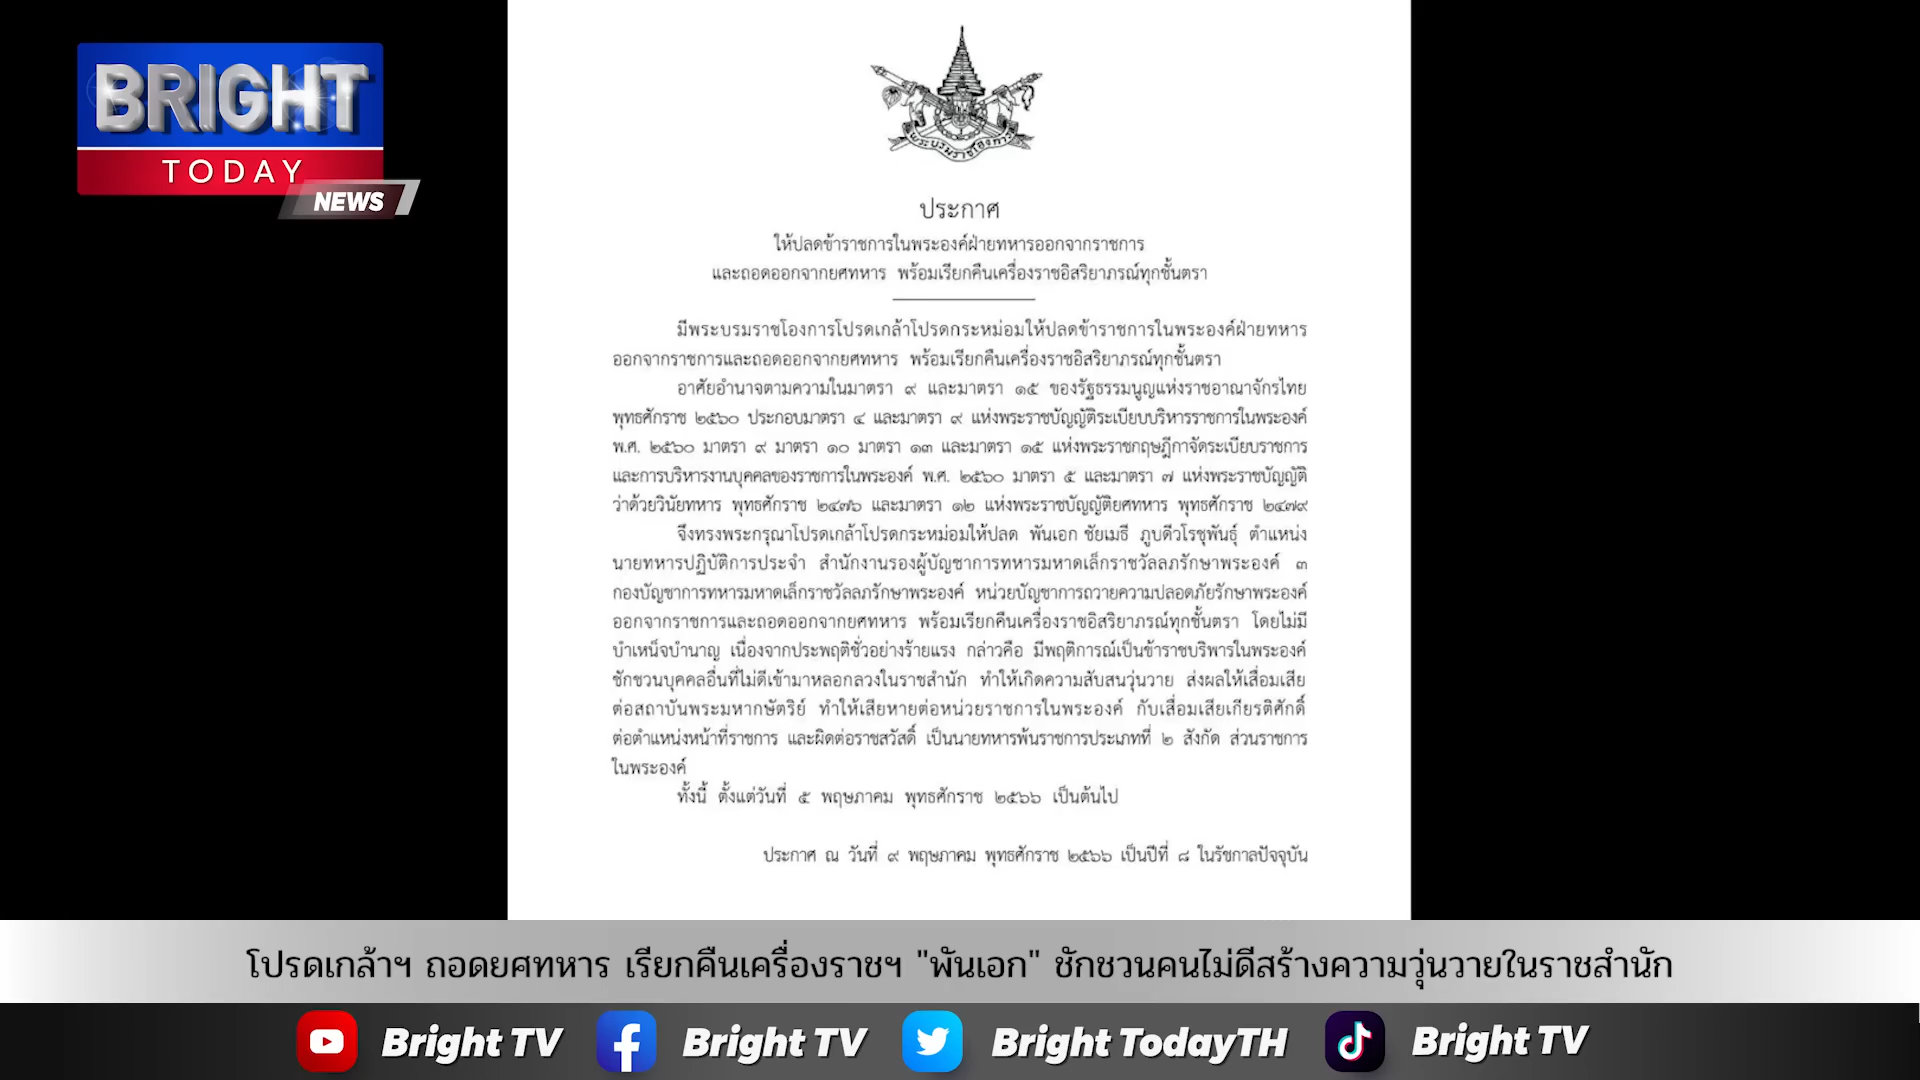 BRIGHT
TODAY
NEWS
พระบรมราชโองการ
ประกาศ
ให้ปลดข้าราชการในพระองค์ฝ่ายทหารออกจากราชการ
และถอดออกจากยศทหาร พร้อมเรียกคืนเครื่องราชอิสริยาภรณ์ทุกชั้นตรา
มีพระบรมราชโองการโปรดเกล้าโปรดกระหม่อมให้ปลดข้าราชการในพระองค์ฝ่ายทหาร
ออกจากราชการและถอดออกจากยศทหาร พร้อมเรียกคืนเครื่องราชอิสริยาภรณ์ทุกชั้นตรา
อาศัยอำนาจตามความในมาตรา ๙ และมาตรา ๑๕ ของรัฐธรรมนูญแห่งราชอาณาจักรไทย
พุทธศักราช ๒๕๖๐ ประกอบมาตรา ๔ และมาตรา ๙ แห่งพระราชบัญญัติระเบียบบริหารราชการในพระองค์
พ.ศ. ๒๕๖๐ มาตรา ๙ มาตรา ๑๐ มาตรา ๑๓ และมาตรา ๑๕ แห่งพระราชกฤษฎีกาจัดระเบียบราชการ
และการบริหารงานบุคคลของราชการในพระองค์ พ.ศ. ๒๕๖๐ มาตรา ๕ และมาตรา ๗ แห่งพระราชบัญญัติ
ว่าด้วยวินัยทหาร พุทธศักราช ๒๔๗๖ และมาตรา ๑๒ แห่งพระราชบัญญัติยศทหาร พุทธศักราช ๒๔๗๙
จึงทรงพระกรุณาโปรดเกล้าโปรดกระหม่อมให้ปลด พันเอก ชัยเมธี ภูบดีวโรชุพันธุ์ ตำแหน่ง
นายทหารปฏิบัติการประจำ สำนักงานรองผู้บัญชาการทหารมหาดเล็กราชวัลลภรักษาพระองค์ ๓
กองบัญชาการทหารมหาดเล็กราชวัลลภรักษาพระองค์ หน่วยบัญชาการถวายความปลอดภัยรักษาพระองค์
ออกจากราชการและถอดออกจากยศทหาร พร้อมเรียกคืนเครื่องราชอิสริยาภรณ์ทุกชั้นตรา โดยไม่มี
บำเหน็จบำนาญ เนื่องจากประพฤติชั่วอย่างร้ายแรง กล่าวคือ มีพฤติการณ์เป็นข้าราชบริพารในพระองค์
ชักชวนบุคคลอื่นที่ไม่ดีเข้ามาหลอกลวงในราชสำนัก ทำให้เกิดความสับสนวุ่นวาย ส่งผลให้เสื่อมเสีย
ต่อสถาบันพระมหากษัตริย์ ทำให้เสียหายต่อหน่วยราชการในพระองค์ กับเสื่อมเสียเกียรติศักดิ์
ต่อตำแหน่งหน้าที่ราชการ และผิดต่อราชสวัสดิ์ เป็นนายทหารพ้นราชการประเภทที่ ๒ สังกัด ส่วนราชการ
ในพระองค์
ทั้งนี้ ตั้งแต่วันที่ ๕ พฤษภาคม พุทธศักราช ๒๕๖๖ เป็นต้นไป
ประกาศ ณ วันที่ ๙ พฤษภาคม พุทธศักราช ๒๕๖๖ เป็นปีที่ ๘ ในรัชกาลปัจจุบัน
โปรดเกล้าฯ ถอดยศทหาร เรียกคืนเครื่องราชฯ "พันเอก" ชักชวนคนไม่ดีสร้างความวุ่นวายในราชสำนัก
Bright TV Bright TV Bright TodayTH Bright TV